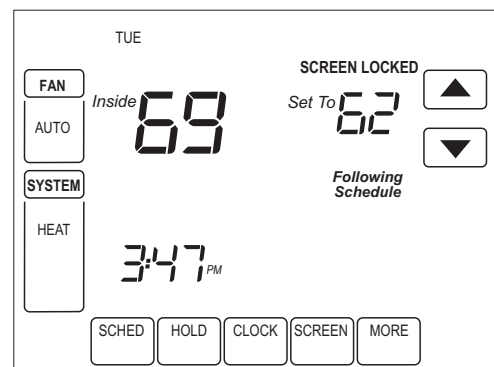 TUE
SCREEN LOCKED
FAN
AUTO
Inside 69
Set To 62
Following
Schedule
SYSTEM
HEAT
3:47 PM
SCHED HOLD CLOCK SCREEN MORE